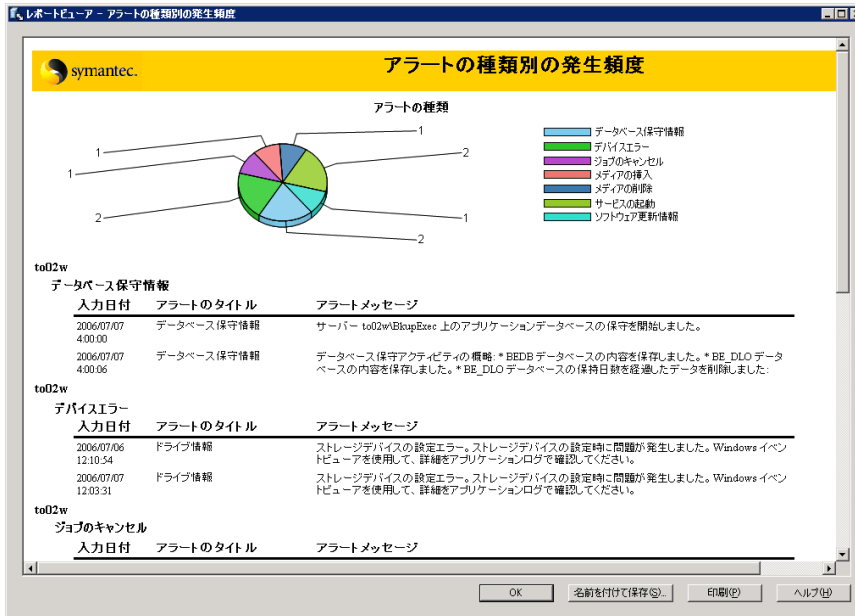 レポートビューア - アラートの種類別の発生頻度
symantec.
アラートの種類別の発生頻度
アラートの種類
1
2
1
1
2
1
2
データベース保守情報
デバイスエラー
ジョブのキャンセル
メディアの挿入
メディアの削除
サービスの起動
ソフトウェア更新情報
to02w
データベース保守情報
入力日付 アラートのタイトル アラートメッセージ
2006/07/07 データベース保守情報 サーバー to02w\BkupExec 上のアプリケーションデータベースの保守を開始しました。
4:00:00
2006/07/07 データベース保守情報 データベース保守アクティビティの概略: * BEDB データベースの内容を保存しました。* BE_DLO データ
4:00:06 ベースの内容を保存しました。* BE_DLO データベースの保持日数を経過したデータを削除しました:
to02w
デバイスエラー
入力日付 アラートのタイトル アラートメッセージ
2006/07/06 ドライブ情報 ストレージデバイスの設定エラー。ストレージデバイスの設定時に問題が発生しました。Windows イベン
12:10:54 トビューアを使用して、詳細をアプリケーションログで確認してください。
2006/07/07 ドライブ情報 ストレージデバイスの設定エラー。ストレージデバイスの設定時に問題が発生しました。Windows イベン
12:03:31 トビューアを使用して、詳細をアプリケーションログで確認してください。
to02w
ジョブのキャンセル
入力日付 アラートのタイトル アラートメッセージ
OK 名前を付けて保存(S)... 印刷(P) ヘルプ(H)